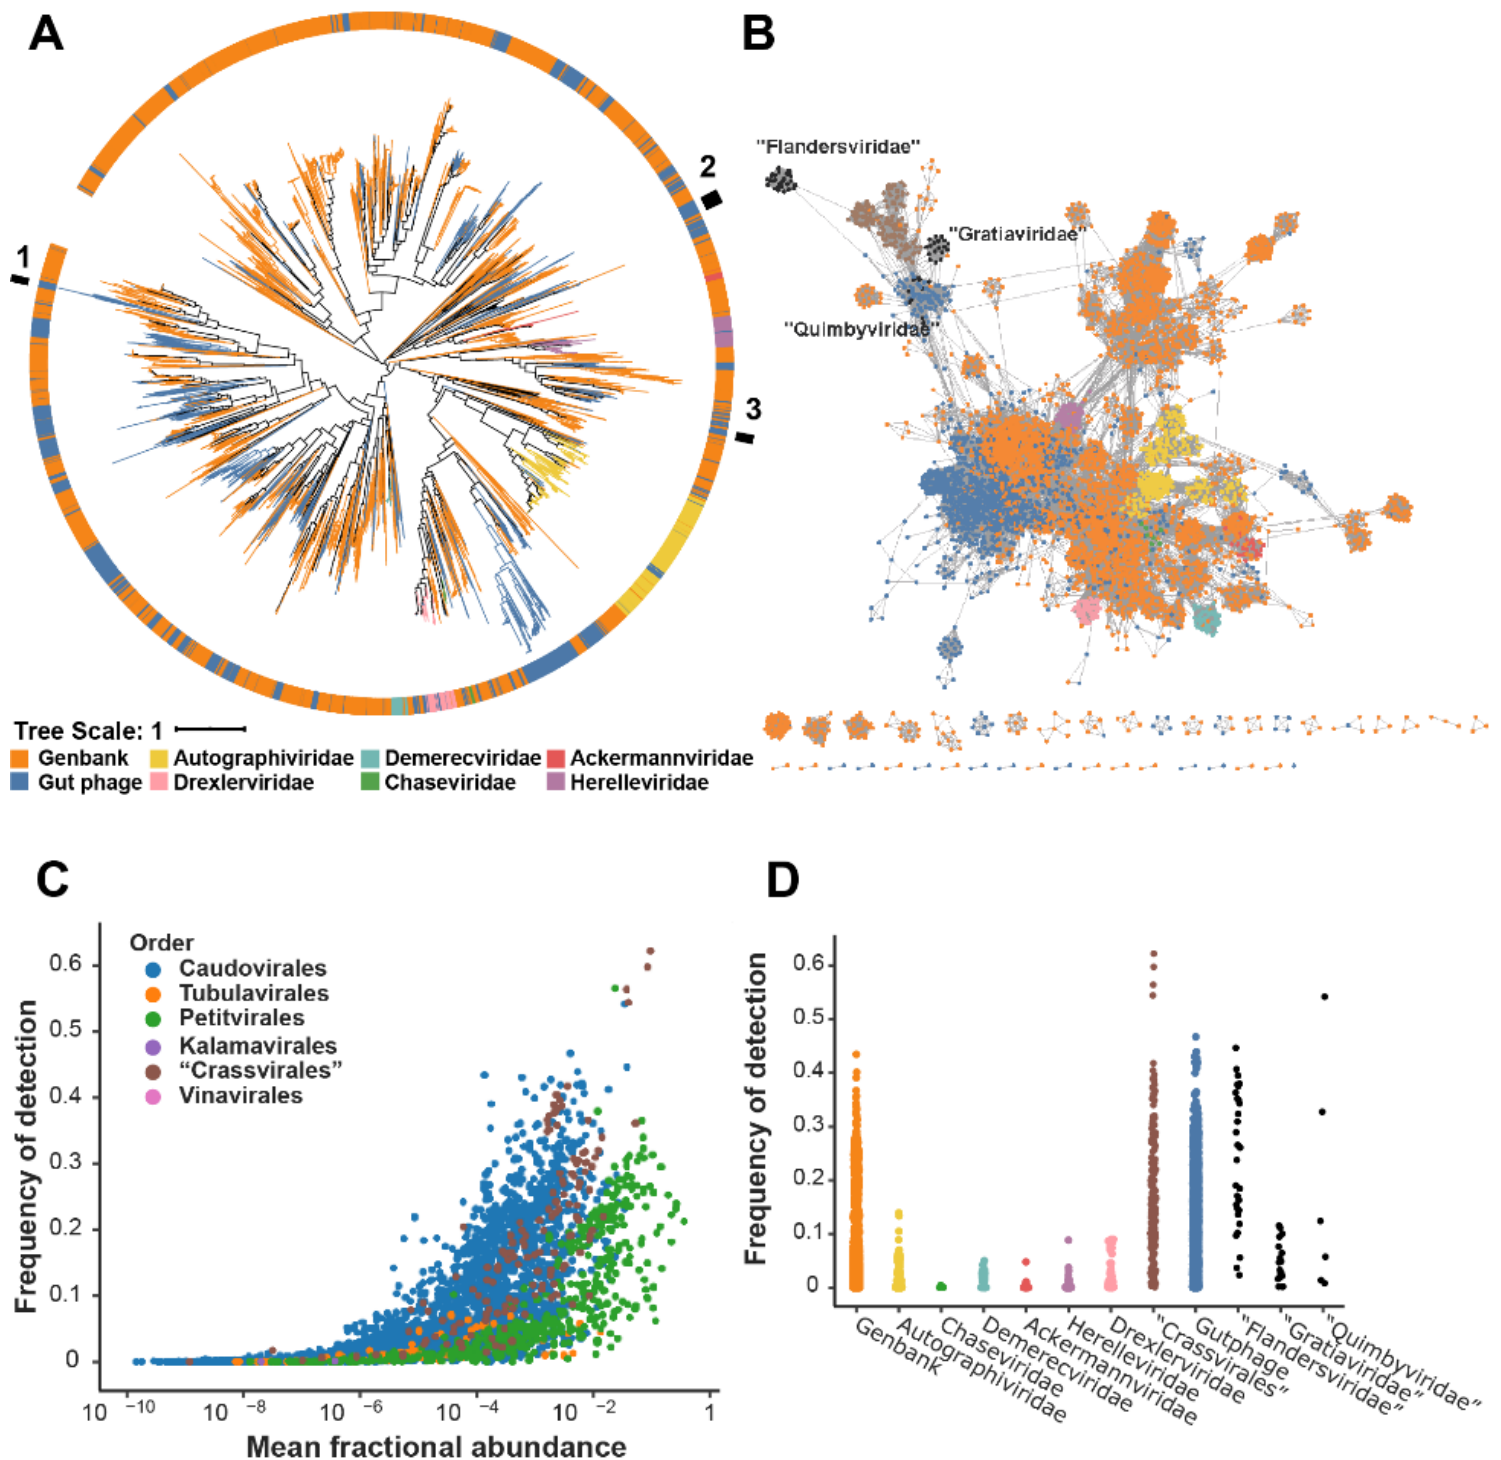 A
B
1
2
3
"Flandersviridae"
"Gratiaviridae"
"Quimbyviridae"
Tree Scale: 1
Genbank
Autographiviridae
Demerecviridae
Ackermannviridae
Gut phage
Drexlerviridae
Chaseviridae
Herelleviridae
C
Order
Caudovirales
Tubulavirales
Petitvirales
Kalamavirales
“Crassvirales”
Vinavirales
Frequency of detection
0.6
0.5
0.4
0.3
0.2
0.1
0
10 −10
10 −8
10 −6
10 −4
10 −2
1
Mean fractional abundance
D
Frequency of detection
0.6
0.5
0.4
0.3
0.2
0.1
0
Genbank
Autographiviridae
Chaseviridae
Demerecviridae
Ackermannviridae
Herelleviridae
Drexlerviridae
“Crassvirales”
Gutphage
“Flandersviridae”
“Gratiaviridae”
“Quimbyviridae”